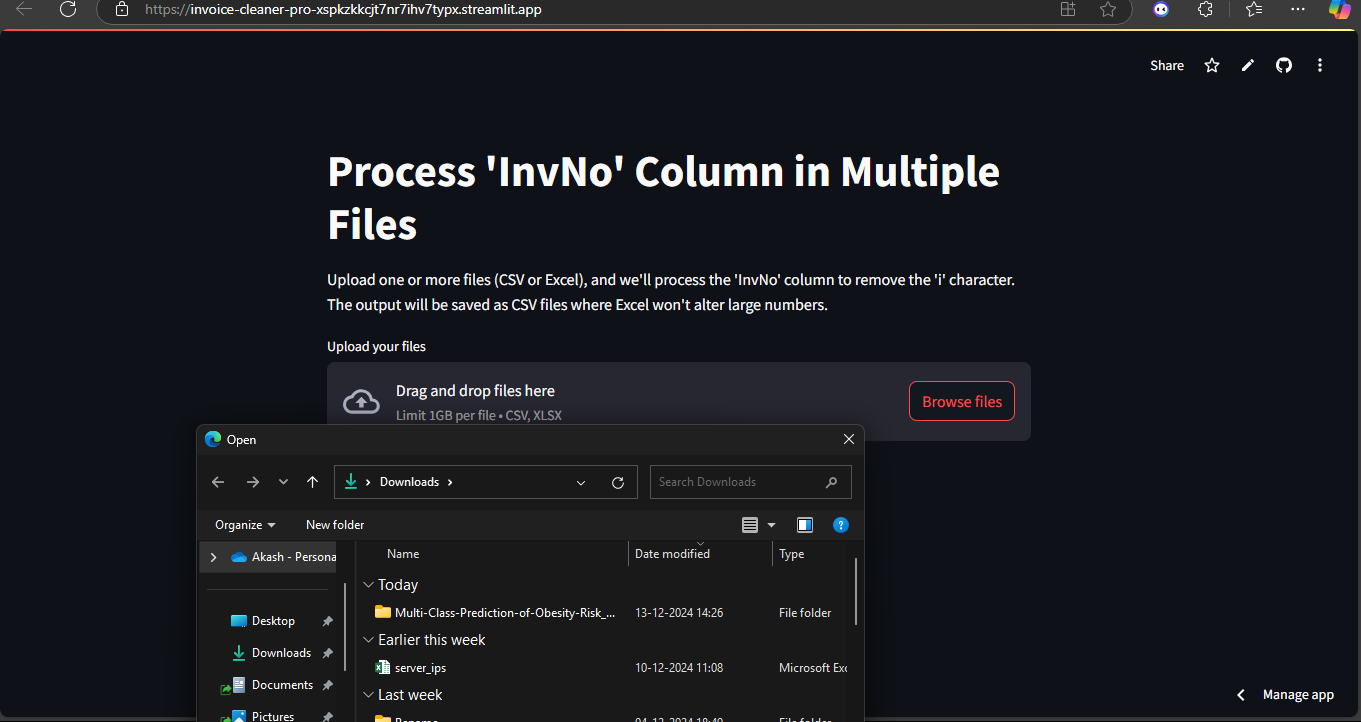 https://invoice-cleaner-pro-xspkzkkcjt7nr7ihv7typx.streamlit.app
Share
Process 'InvNo' Column in Multiple
Files
Upload one or more files (CSV or Excel), and we'll process the 'InvNo' column to remove the 'i' character.
The output will be saved as CSV files where Excel won't alter large numbers.
Upload your files
Drag and drop files here
Limit 1GB per file • CSV, XLSX
Browse files
Open
Downloads
Search Downloads
Organize
New folder
Name
Date modified
Type
Akash - Persona
Today
Multi-Class-Prediction-of-Obesity-Risk_... 13-12-2024 14:26 File folder
Desktop
Earlier this week
Downloads
server_ips 10-12-2024 11:08 Microsoft Exc
Documents
Last week
Pictures
Manage app